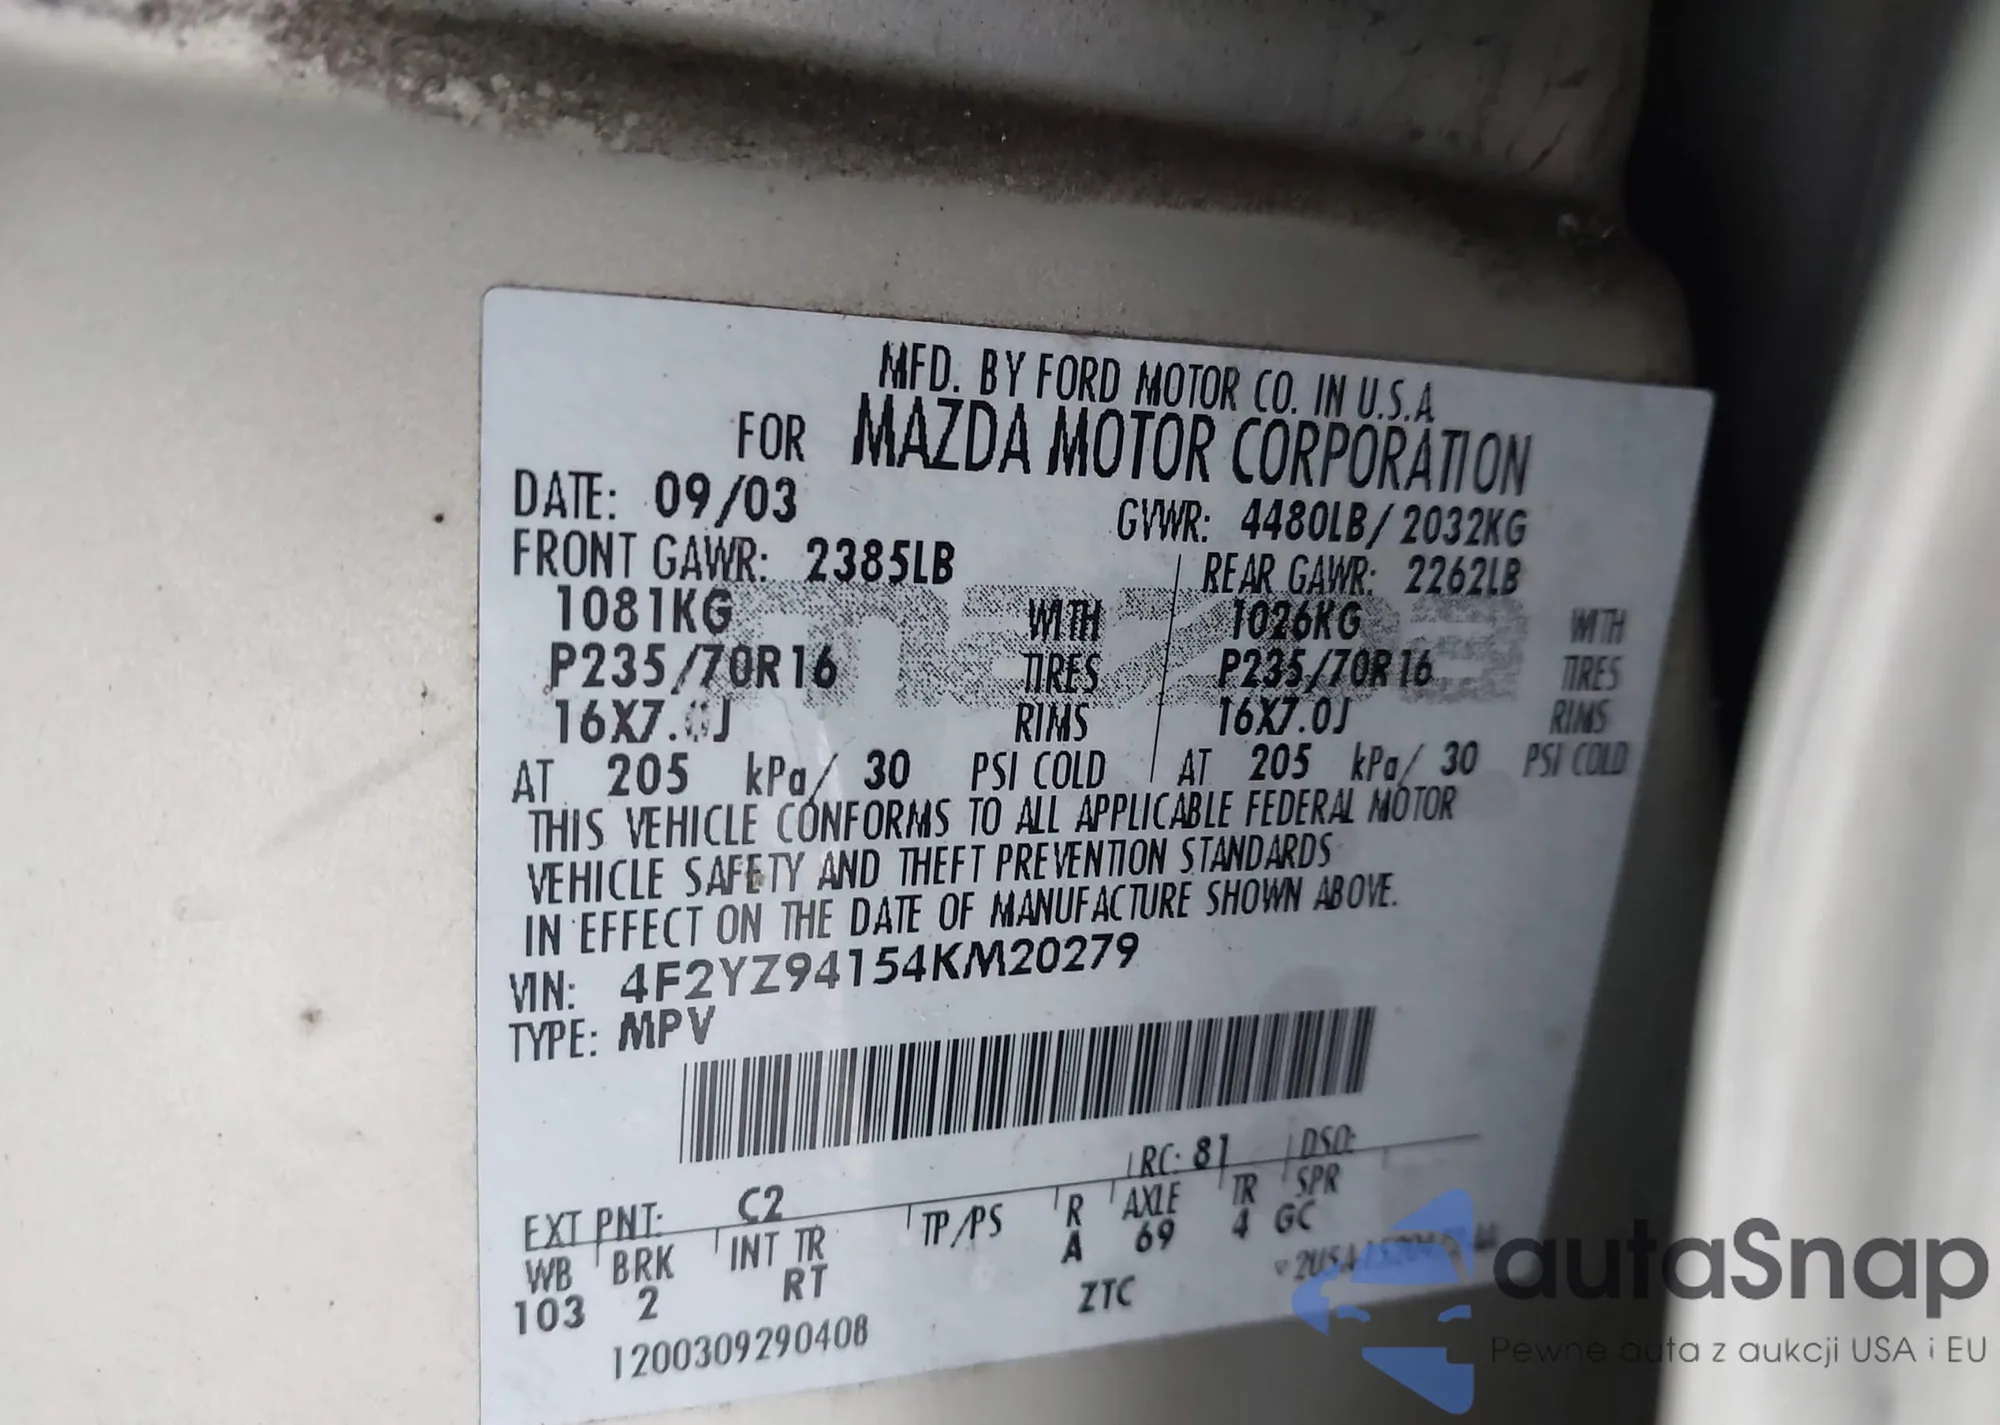 MFD. BY FORD MOTOR CO. IN U.S.A
FOR MAZDA MOTOR CORPORATION
DATE: 09/03 GVWR: 4480LB/ 2032KG
FRONT GAWR: 2385LB REAR GAWR: 2262LB
1081KG WITH 1026KG WITH
P235/70R16 TIRES P235/70R16 TIRES
16X7.0J RIMS 16X7.0J RIMS
AT 205 kPa/ 30 PSI COLD AT 205 kPa/ 30 PSI COLD
THIS VEHICLE CONFORMS TO ALL APPLICABLE FEDERAL MOTOR
VEHICLE SAFETY AND THEFT PREVENTION STANDARDS
IN EFFECT ON THE DATE OF MANUFACTURE SHOWN ABOVE.
VIN: 4F2YZ94154KM20279
TYPE: MPV
mazda
RC: 81 DSO:
EXT PNT: C2
WB BRK INT TR TP/PS R AXLE TR SPR
103 2 RT A 69 4 GC
1200309290408 ZTC
autaSnap
Pewne auta z aukcji USA i EU